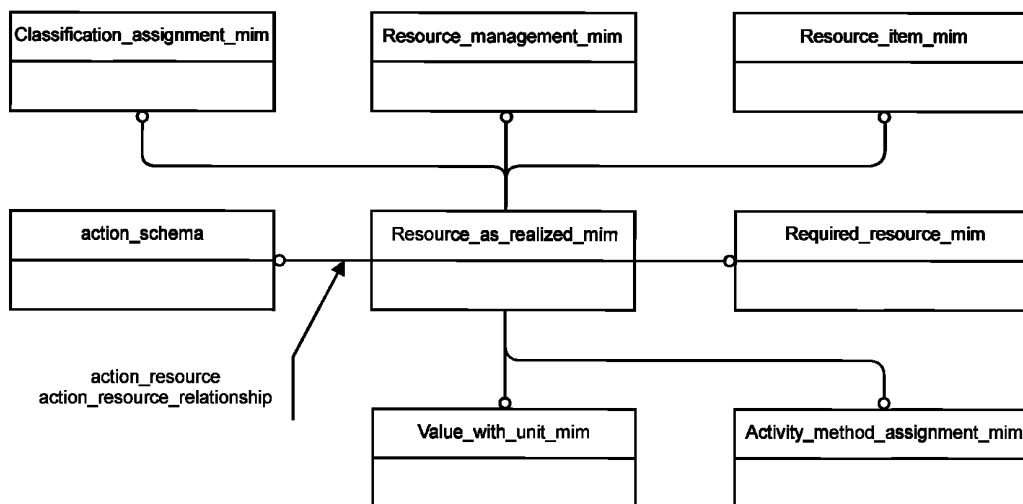 Classification_assignment_mim
Resource_management_mim
Resource_item_mim
action_schema
Resource_as_realized_mim
Required_resource_mim
action_resource
action_resource_relationship
Value_with_unit_mim
Activity_method_assignment_mim